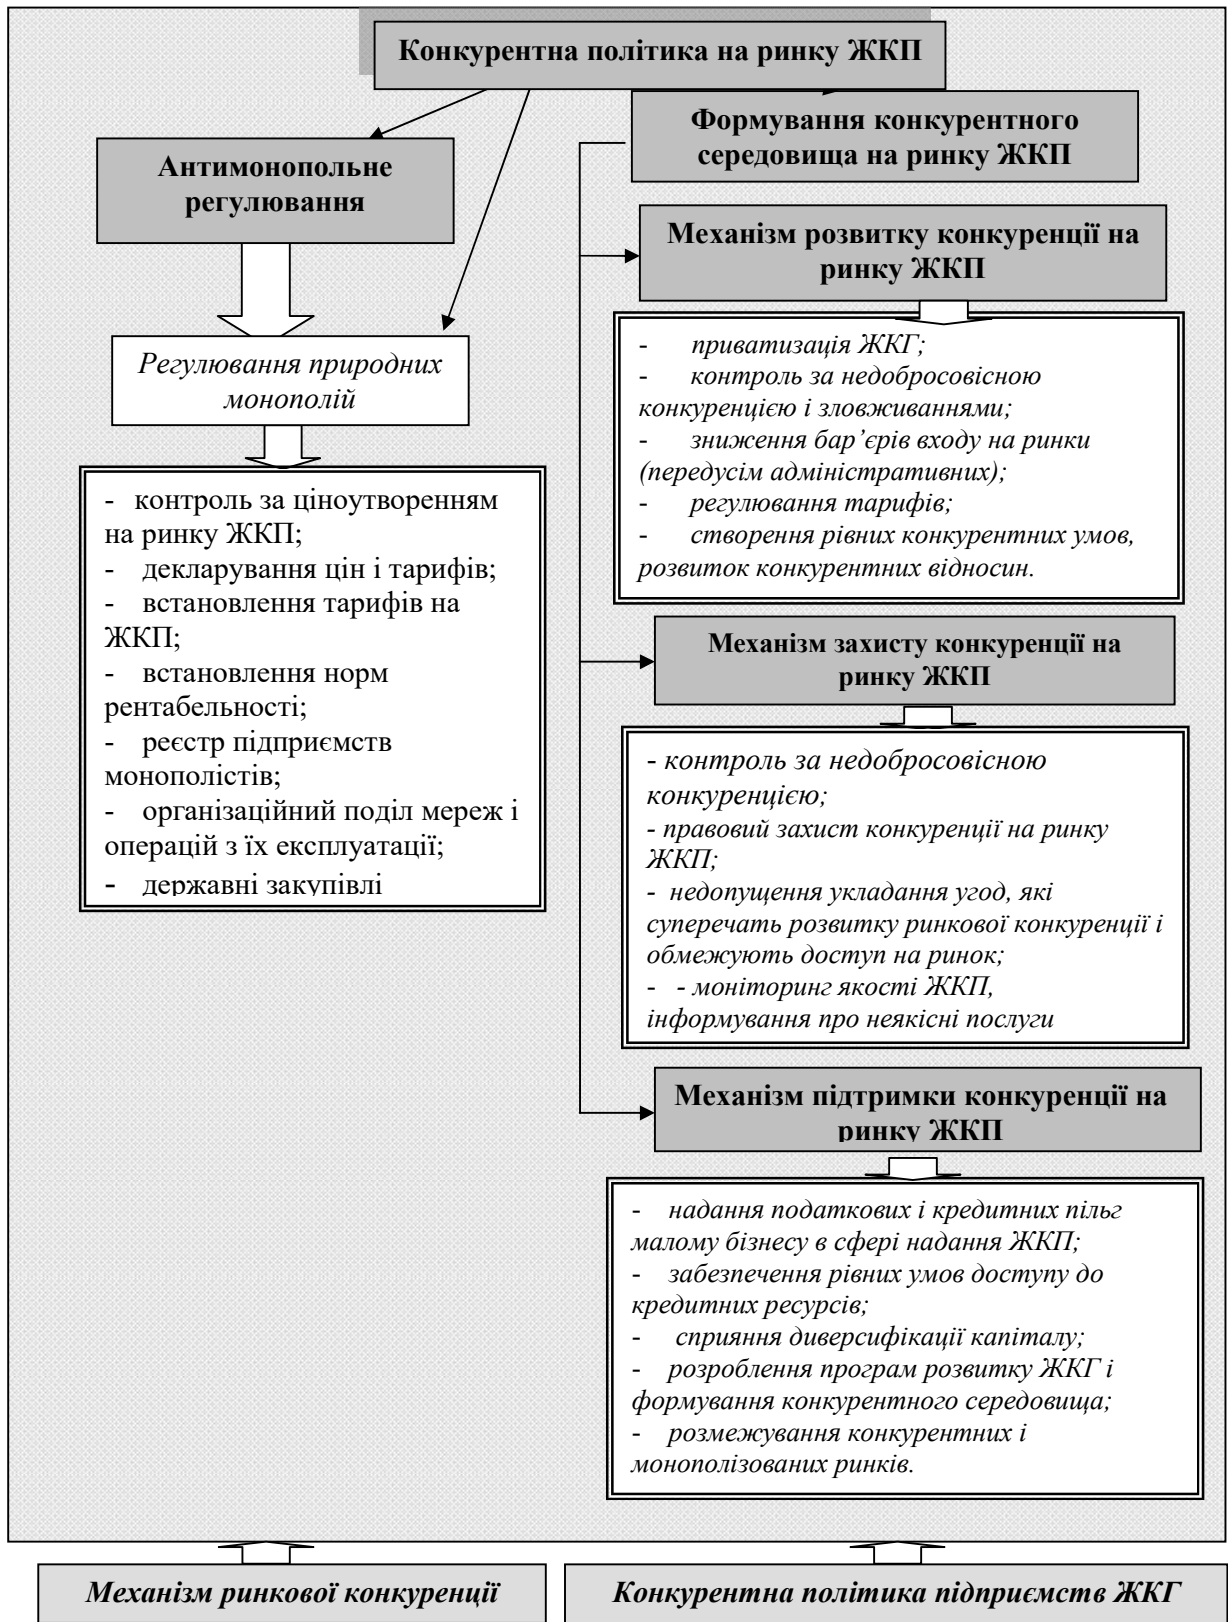 Конкурентна політика на ринку ЖКП
Антимонопольне
регулювання
Регулювання природних
монополій
- контроль за ціноутворенням
на ринку ЖКП;
- декларування цін і тарифів;
- встановлення тарифів на
ЖКП;
- встановлення норм
рентабельності;
- реєстр підприємств
монополістів;
- організаційний поділ мереж і
операцій з їх експлуатації;
- державні закупівлі
Формування конкурентного
середовища на ринку ЖКП
Механізм розвитку конкуренції на
ринку ЖКП
- приватизація ЖКГ;
- контроль за недобросовісною
конкуренцією і зловживаннями;
- зниження бар’єрів входу на ринки
(передусім адміністративних);
- регулювання тарифів;
- створення рівних конкурентних умов,
розвиток конкурентних відносин.
Механізм захисту конкуренції на
ринку ЖКП
- контроль за недобросовісною
конкуренцією;
- правовий захист конкуренції на ринку
ЖКП;
- недопущення укладання угод, які
суперечать розвитку ринкової конкуренції і
обмежують доступ на ринок;
- - моніторинг якості ЖКП,
інформування про неякісні послуги
Механізм підтримки конкуренції на
ринку ЖКП
- надання податкових і кредитних пільг
малому бізнесу в сфері надання ЖКП;
- забезпечення рівних умов доступу до
кредитних ресурсів;
- сприяння диверсифікації капіталу;
- розроблення програм розвитку ЖКГ і
формування конкурентного середовища;
- розмежування конкурентних і
монополізованих ринків.
Механізм ринкової конкуренції
Конкурентна політика підприємств ЖКГ